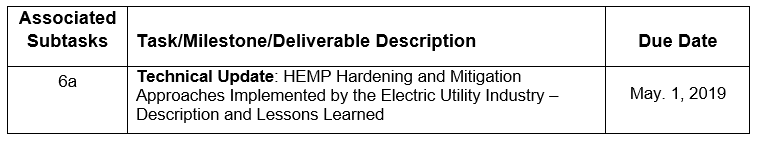 Associated
Subtasks
Task/Milestone/Deliverable Description
Due Date
6a
Technical Update: HEMP Hardening and Mitigation
Approaches Implemented by the Electric Utility Industry –
Description and Lessons Learned
May. 1, 2019